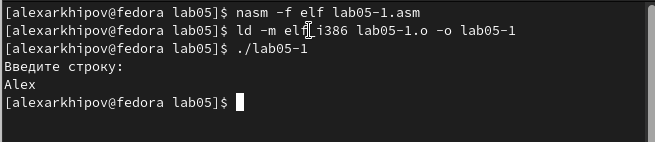 [alexarkhipov@fedora lab05]$ nasm -f elf lab05-1.asm
[alexarkhipov@fedora lab05]$ ld -m elf_i386 lab05-1.o -o lab05-1
[alexarkhipov@fedora lab05]$ ./lab05-1
Введите строку:
Alex
[alexarkhipov@fedora lab05]$